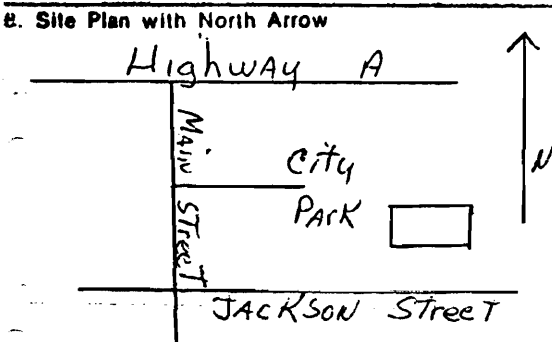 8. Site Plan with North Arrow
Highway A
N
MAIN STreeT
City
PArK
JACKSON STreeT